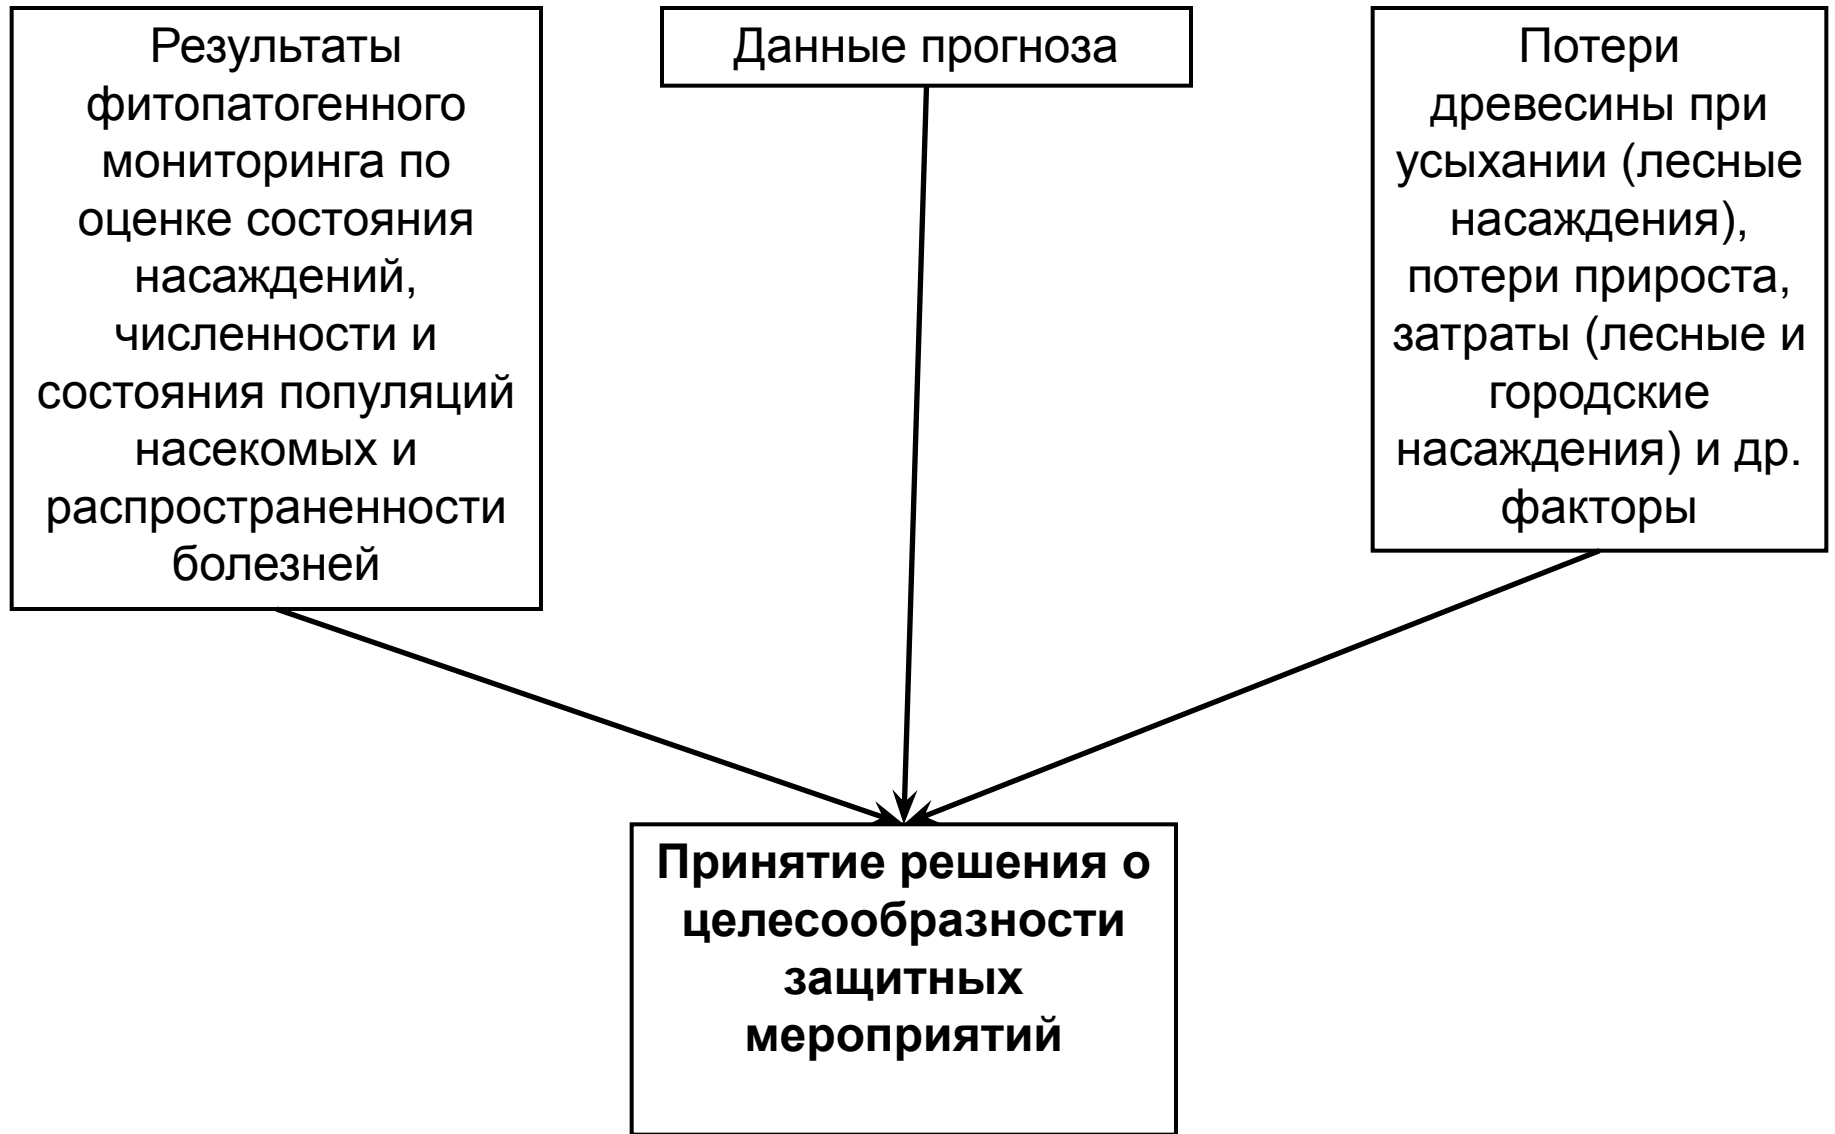 Результаты
фитопатогенного
мониторинга по
оценке состояния
насаждений,
численности и
состояния популяций
насекомых и
распространенности
болезней
Данные прогноза
Потери
древесины при
усыхании (лесные
насаждения),
потери прироста,
затраты (лесные и
городские
насаждения) и др.
факторы
Принятие решения о
целесообразности
защитных
мероприятий